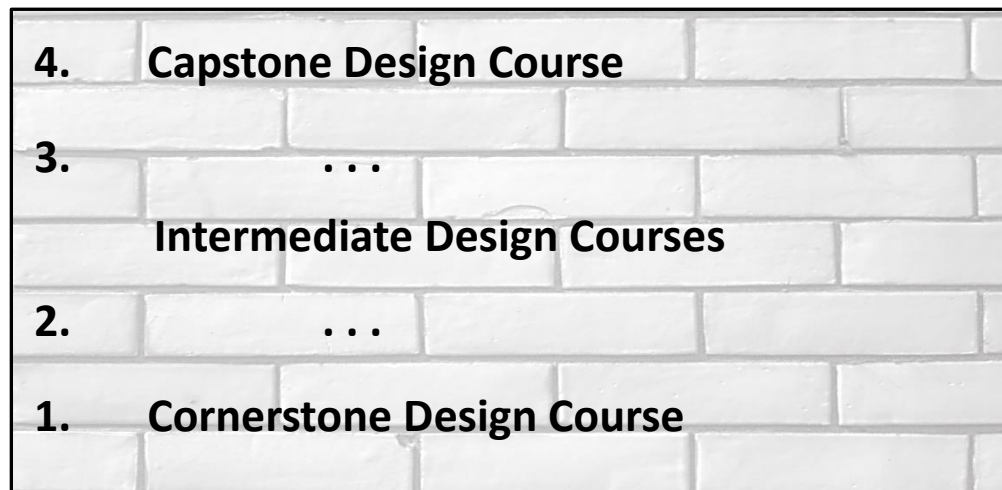 4. Capstone Design Course
3. . . .
Intermediate Design Courses
2. . . .
1. Cornerstone Design Course